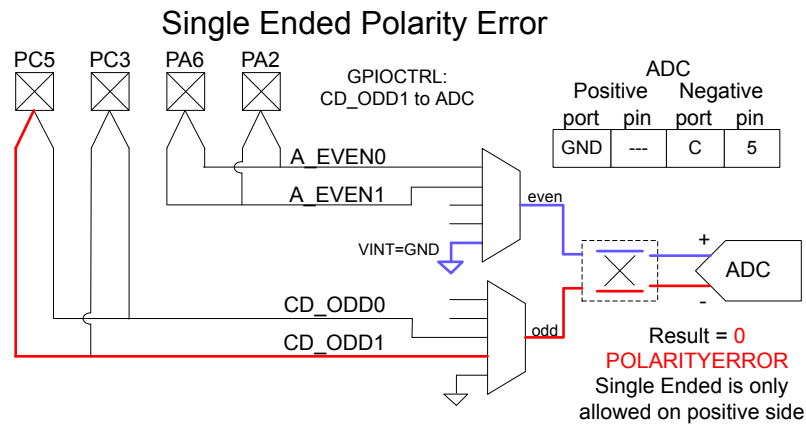 Single Ended Polarity Error
PC5 PC3 PA6 PA2
GPIOCTRL:
CD_ODD1 to ADC
ADC
Positive Negative
port pin port pin
GND --- C 5
A_EVEN0
A_EVEN1
even
VINT=GND
+
ADC
-
CD_ODD0
CD_ODD1
odd
Result = 0
POLARITYERROR
Single Ended is only
allowed on positive side